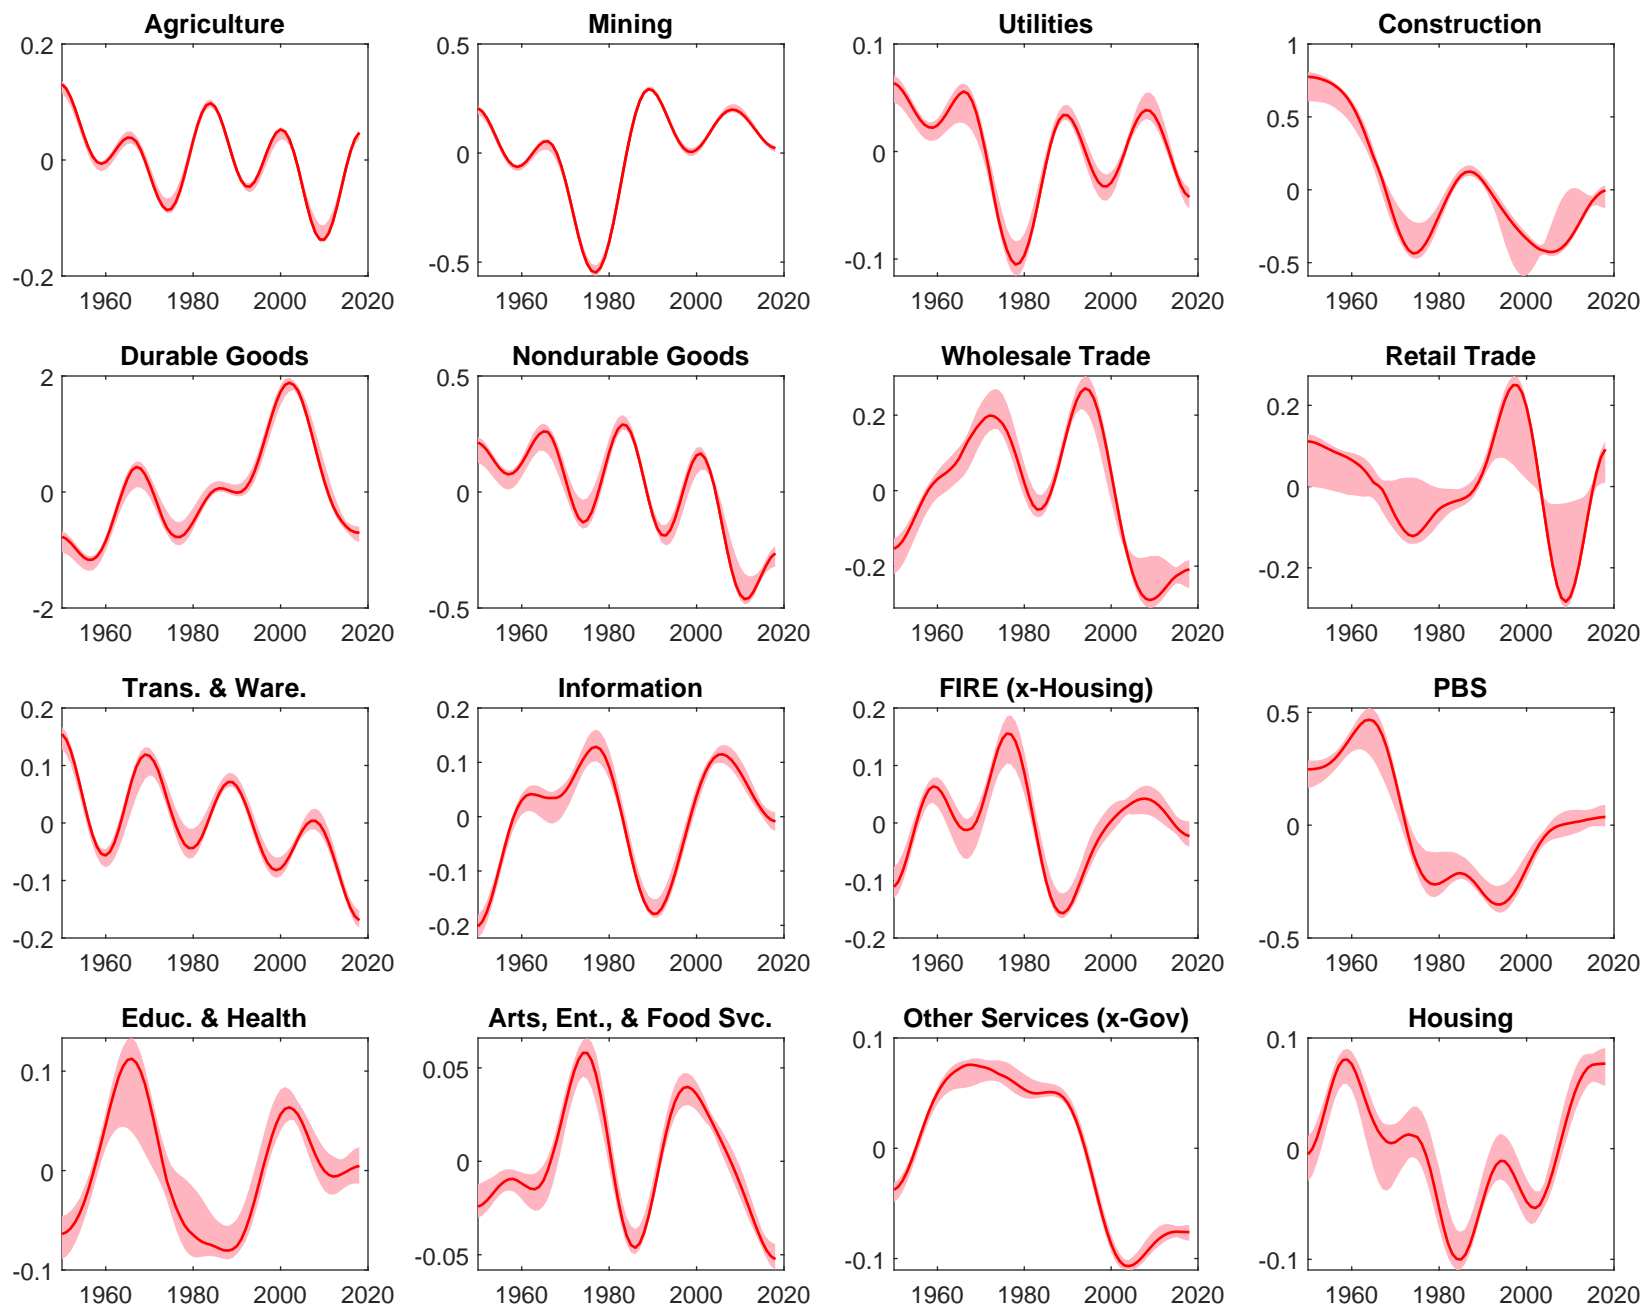 Agriculture Mining Utilities Construction
0.2 0.5 0.1 1
0 0 0 0.5
-0.2 -0.5 -0.1 0
-0.5
1960 1980 2000 2020 1960 1980 2000 2020 1960 1980 2000 2020 1960 1980 2000 2020
Durable Goods Nondurable Goods Wholesale Trade Retail Trade
2 0.5 0.2 0.2
0 0 0 0
-2 -0.5 -0.2 -0.2
1960 1980 2000 2020 1960 1980 2000 2020 1960 1980 2000 2020 1960 1980 2000 2020
Trans. & Ware. Information FIRE (x-Housing) PBS
0.2 0.2 0.2 0.5
0.1 0.1 0.1
0 0 0 0
-0.1 -0.1 -0.1
-0.2 -0.2 -0.2 -0.5
1960 1980 2000 2020 1960 1980 2000 2020 1960 1980 2000 2020 1960 1980 2000 2020
Educ. & Health Arts, Ent., & Food Svc. Other Services (x-Gov) Housing
0.1 0.05 0.1 0.1
0 0 0 0
-0.1 -0.05 -0.1 -0.1
1960 1980 2000 2020 1960 1980 2000 2020 1960 1980 2000 2020 1960 1980 2000 2020